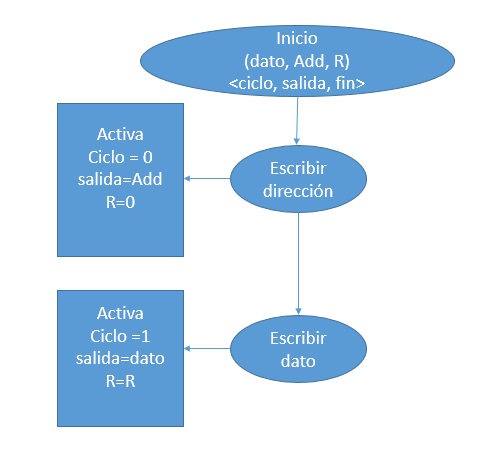 Inicio
(dato, Add, R)
<ciclo, salida, fin>
Activa
Ciclo = 0
salida=Add
R=0
Escribir
dirección
Activa
Ciclo =1
salida=dato
R=R
Escribir
dato